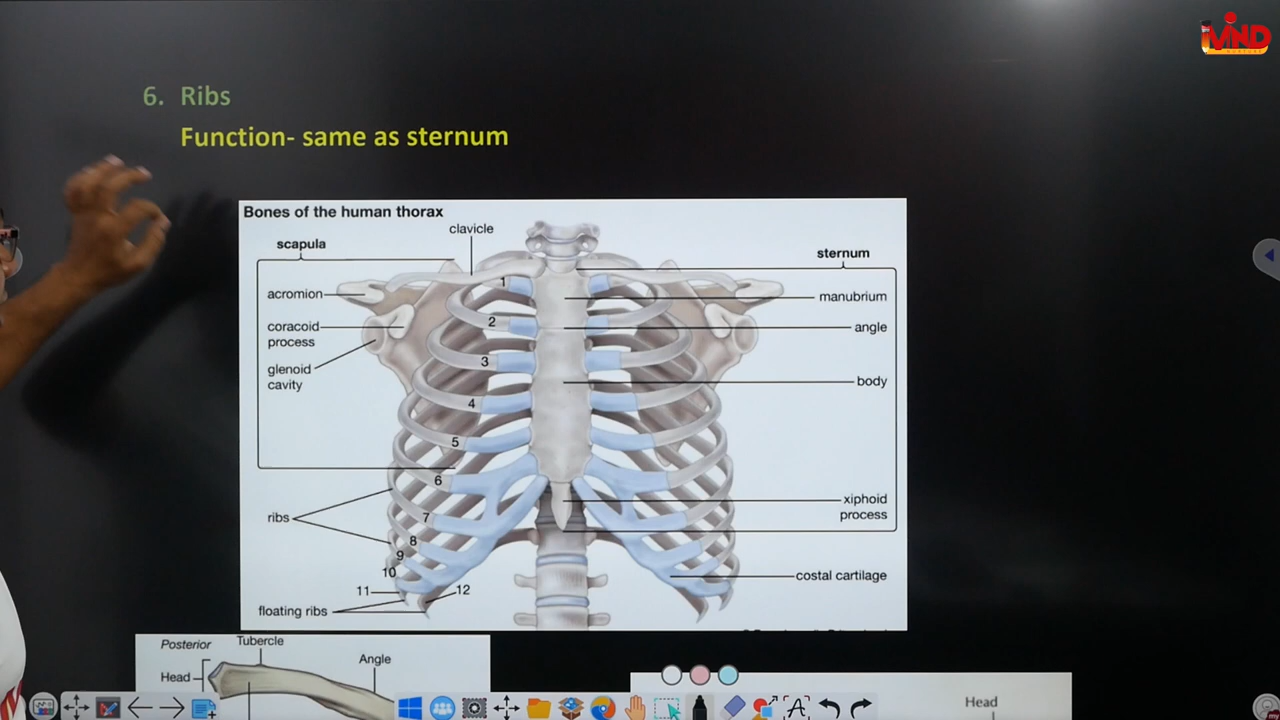 MIND
6. Ribs
Function- same as sternum
Bones of the human thorax
clavicle
scapula
sternum
acromion
manubrium
coracoid
process
angle
glenoid
cavity
body
1
2
3
4
5
6
7
8
9
10
11
12
ribs
xiphoid
process
costal cartilage
floating ribs
Posterior
Tubercle
Angle
Head
Head